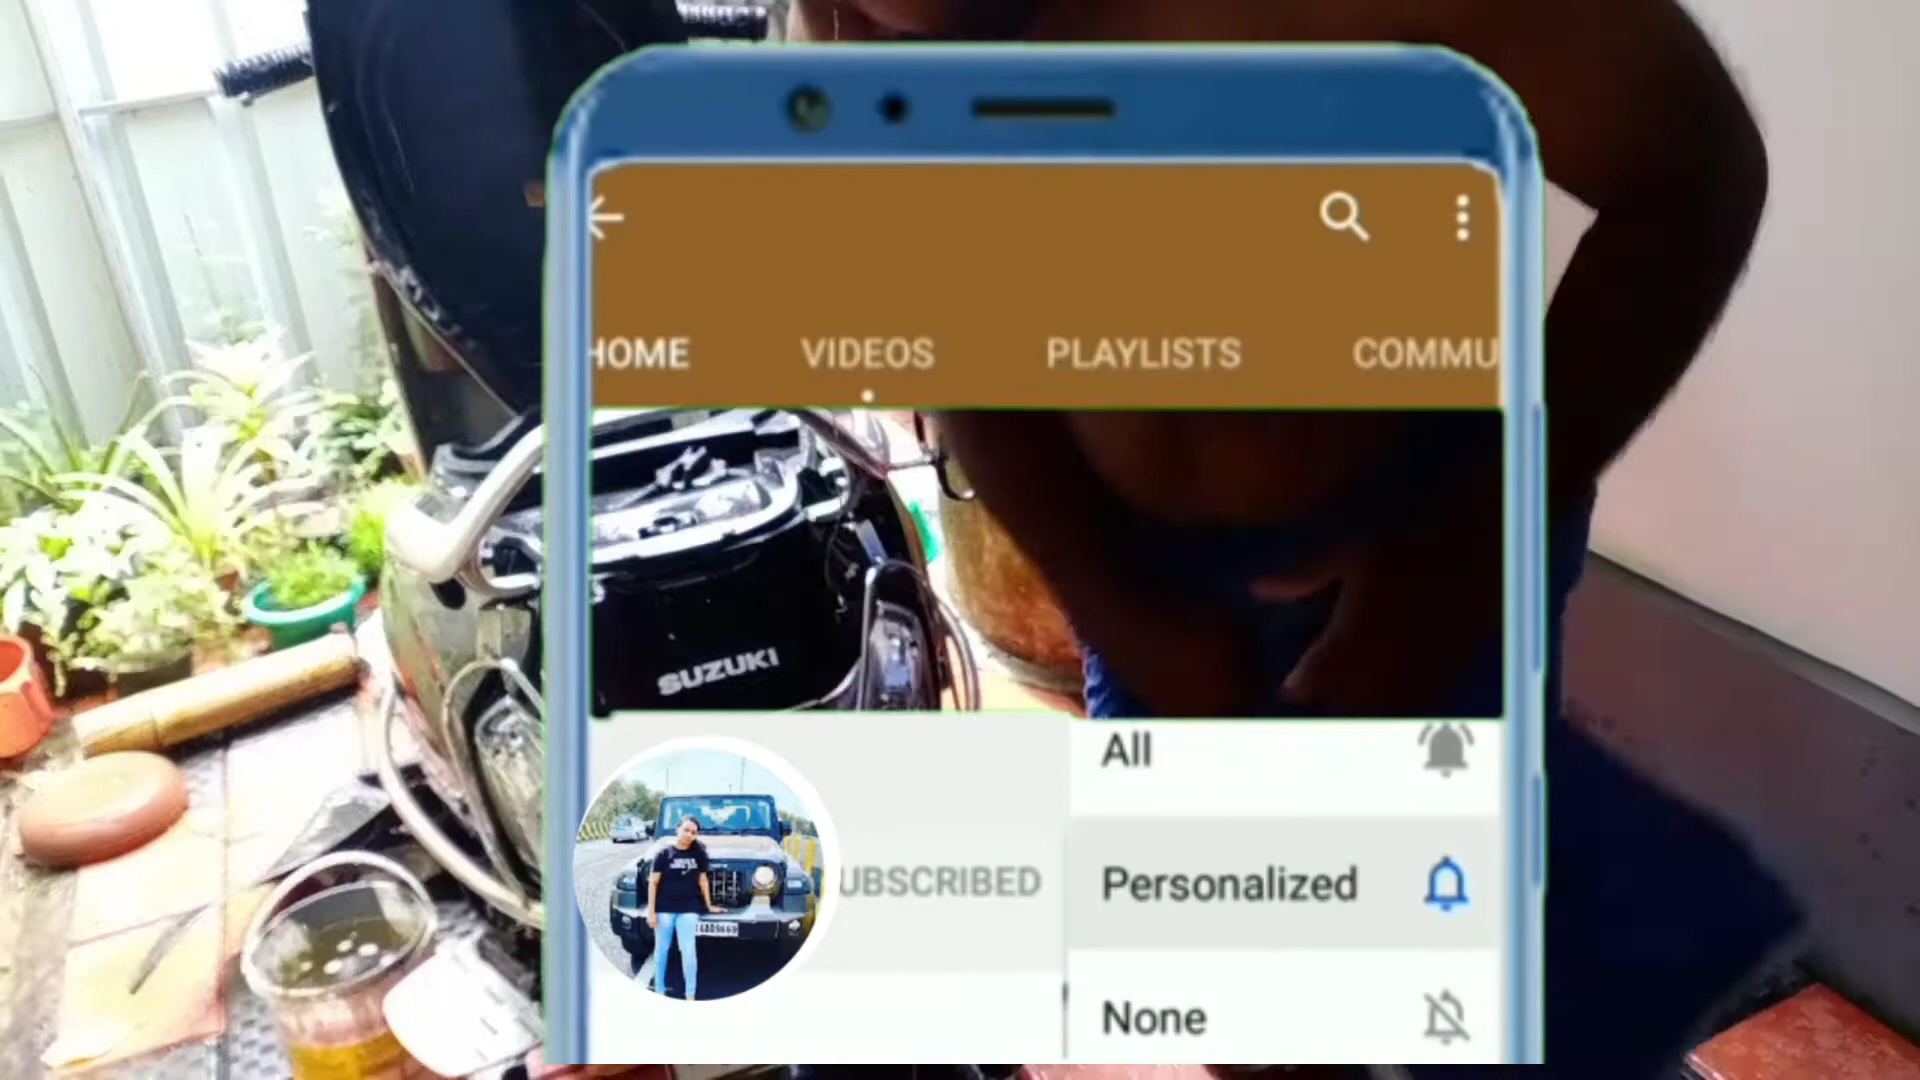 HOME VIDEOS PLAYLISTS COMMU
SUZUKI
All
UBSCRIBED
Personalized
None